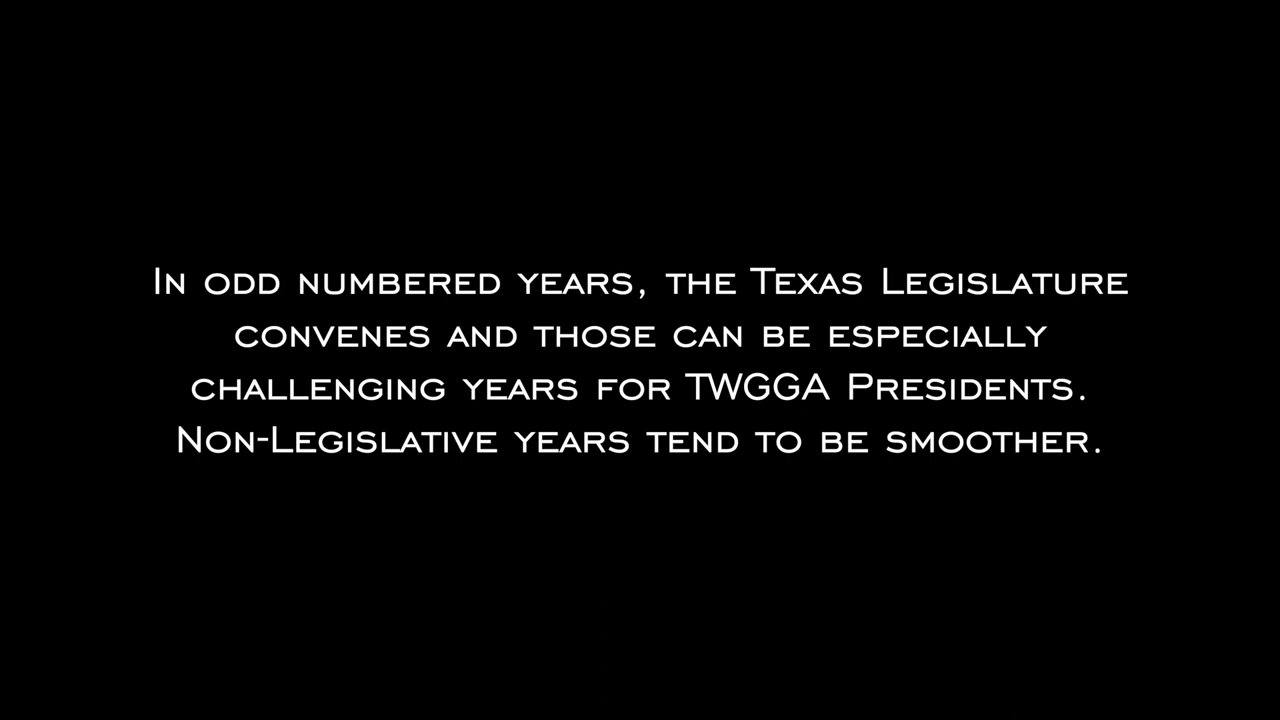 In odd numbered years, the Texas Legislature
convenes and those can be especially
challenging years for TWGGA Presidents.
Non-Legislative years tend to be smoother.